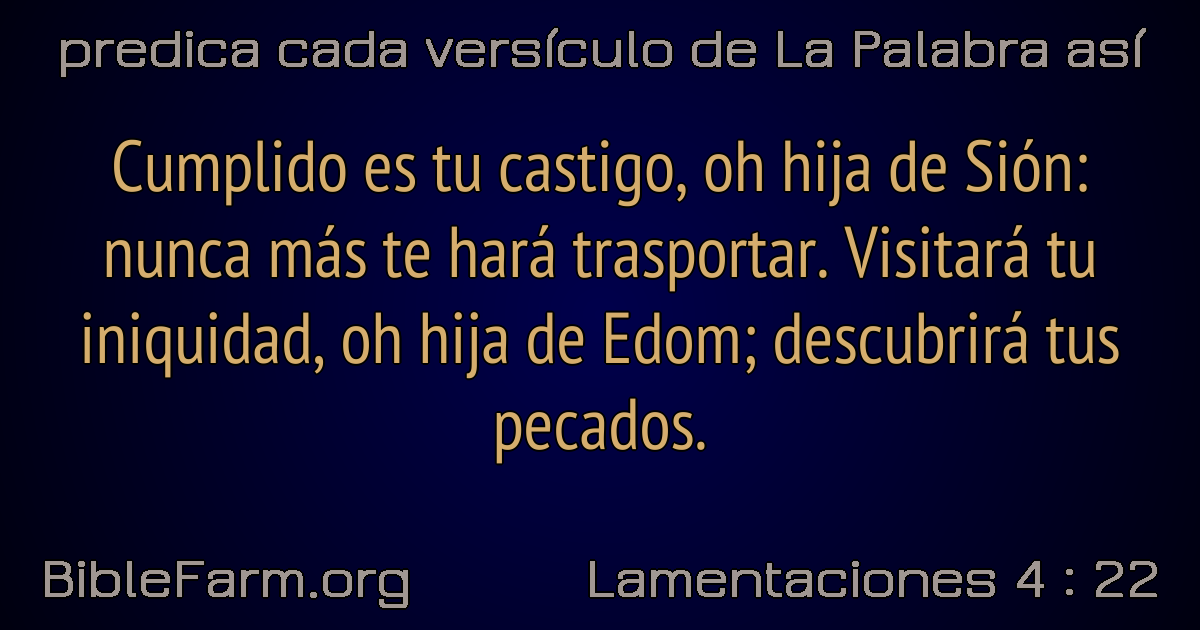 predica cada versículo de La Palabra así
Cumplido es tu castigo, oh hija de Sión:
nunca más te hará trasportar. Visitará tu
iniquidad, oh hija de Edom; descubrirá tus
pecados.
BibleFarm.org
Lamentaciones 4 : 22